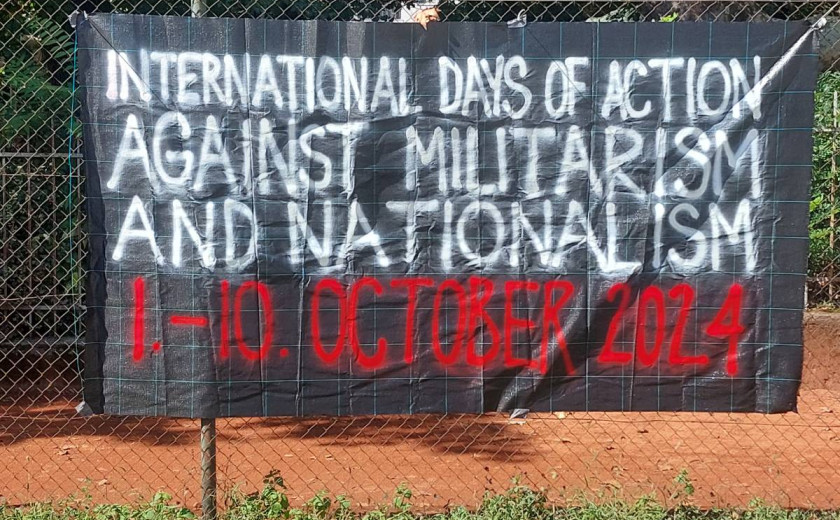 INTERNATIONAL DAYS OF ACTION
AGAINST MILITARISM
AND NATIONALISM
1.-10. OCTOBER 2024